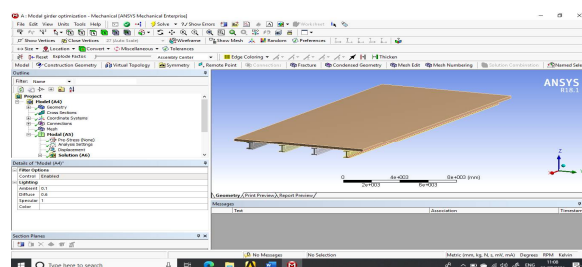 A : Model ginter optimization - Mechanical [ANSYS Mechanical Enterprise]
File Edit View Units Tools Help Solve Show Errors Worksheet
Show Vertices Close Vertices (Auto Scale) Wireframe Show Mesh Random Preferences
Size Location Convert Miscellaneous Tolerances
Reset Explode Factor: Assembly Center Edge Coloring Thicken
Model Construction Geometry Virtual Topology Symmetry Remote Point Connections Fracture Condensed Geometry Mesh Edit Mesh Numbering Solution Combination Named Sele
Outline
Filter: Name
Project
Model (A4)
Geometry
Cross Sections
Coordinate Systems
Connections
Mesh
Modal (A5)
Pre-Stress (None)
Analysis Settings
Displacement
Solution (A6)
Details of "Model (A4)"
Filter Options
Control Enabled
Lighting
Ambient 0.1
Diffuse 0.6
Specular 1
Color
Section Planes
ANSYS
R18.1
0 4e+003 8e+003 (mm)
2e+003 6e+003
Z
Geometry Print Preview Report Preview
Messages
Text Association Timestam
No Messages No Selection Metric (mm, kg, N, s, mV, mA) Degrees RPM Kelvin
Type here to search
ENG 11:08